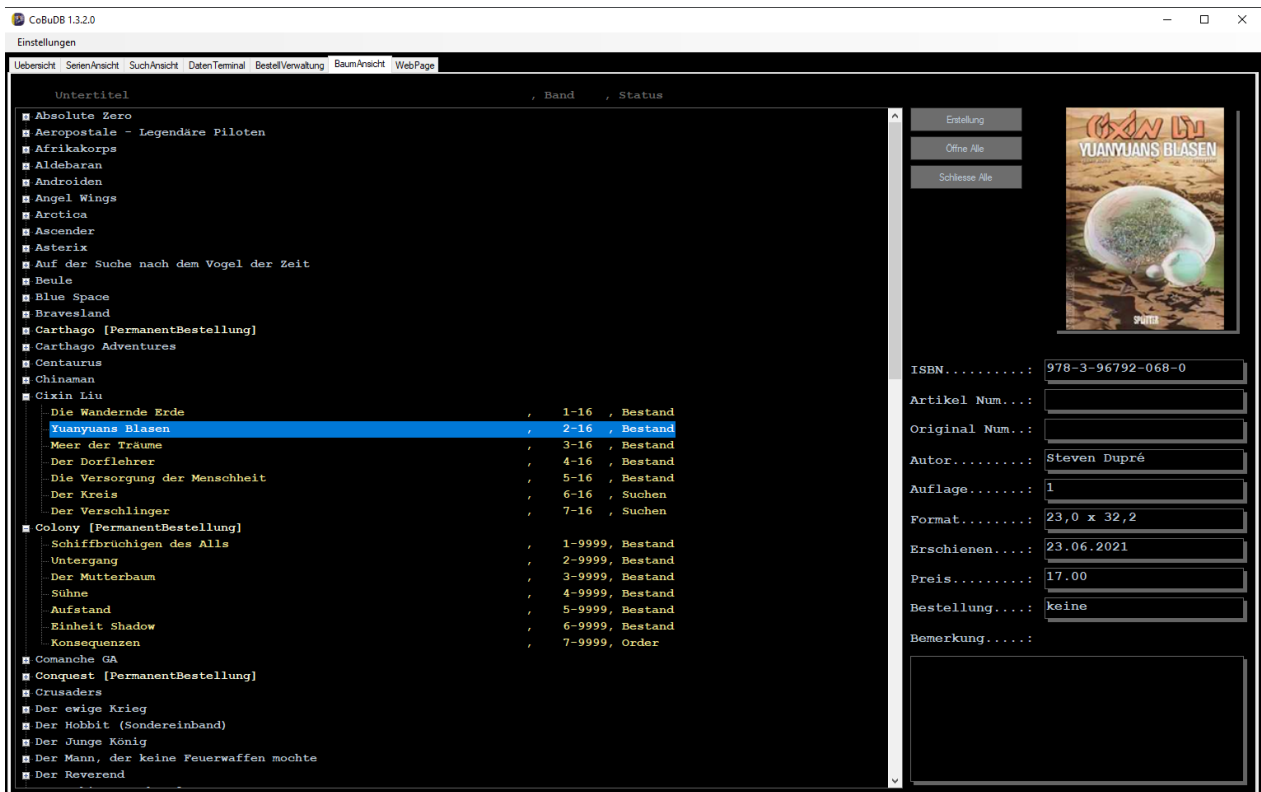 CoBuDB 1.3.2.0
Einstellungen
Uebersicht SerienAnsicht SuchAnsicht DatenTerminal BestellVerwaltung BaumAnsicht WebPage
Untertitel , Band , Status
Absolute Zero
Aeropostale - Legendäre Piloten
Afrikakorps
Aldebaran
Androiden
Angel Wings
Arctica
Ascender
Asterix
Auf der Suche nach dem Vogel der Zeit
Beule
Blue Space
Bravesland
Carthago [PermanentBestellung]
Carthago Adventures
Centaurus
Chinaman
Cixin Liu
Die Wandernde Erde , 1-16 , Bestand
Yuanyuans Blasen , 2-16 , Bestand
Meer der Träume , 3-16 , Bestand
Der Dorflehrer , 4-16 , Bestand
Die Versorgung der Menschheit , 5-16 , Bestand
Der Kreis , 6-16 , Suchen
Der Verschlinger , 7-16 , Suchen
Colony [PermanentBestellung]
Schiffbrüchigen des Alls , 1-9999, Bestand
Untergang , 2-9999, Bestand
Der Mutterbaum , 3-9999, Bestand
Sühne , 4-9999, Bestand
Aufstand , 5-9999, Bestand
Einheit Shadow , 6-9999, Bestand
Konsequenzen , 7-9999, Order
Comanche GA
Conquest [PermanentBestellung]
Crusaders
Der ewige Krieg
Der Hobbit (Sondereinband)
Der Junge König
Der Mann, der keine Feuerwaffen mochte
Der Reverend
Erstellung
Öffne Alle
Schliesse Alle
CIXIN LIU
YUANYUANS BLASEN
SPLITTER
ISBN..........: 978-3-96792-068-0
Artikel Num...:
Original Num..:
Autor.........: Steven Dupré
Auflage.......: 1
Format........: 23,0 x 32,2
Erschienen....: 23.06.2021
Preis.........: 17.00
Bestellung....: keine
Bemerkung.....: